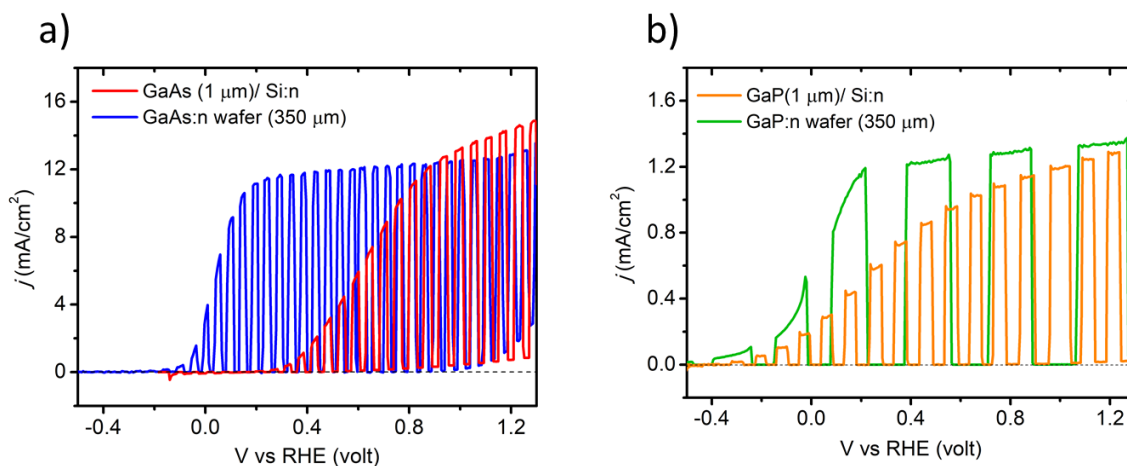 a)
GaAs (1 μm)/ Si:n
GaAs:n wafer (350 μm)
16
12
8
4
0
j (mA/cm²)
-0.4
0.0
0.4
0.8
1.2
V vs RHE (volt)
b)
GaP(1 μm)/ Si:n
GaP:n wafer (350 μm)
1.6
1.2
0.8
0.4
0.0
j (mA/cm²)
-0.4
0.0
0.4
0.8
1.2
V vs RHE (volt)